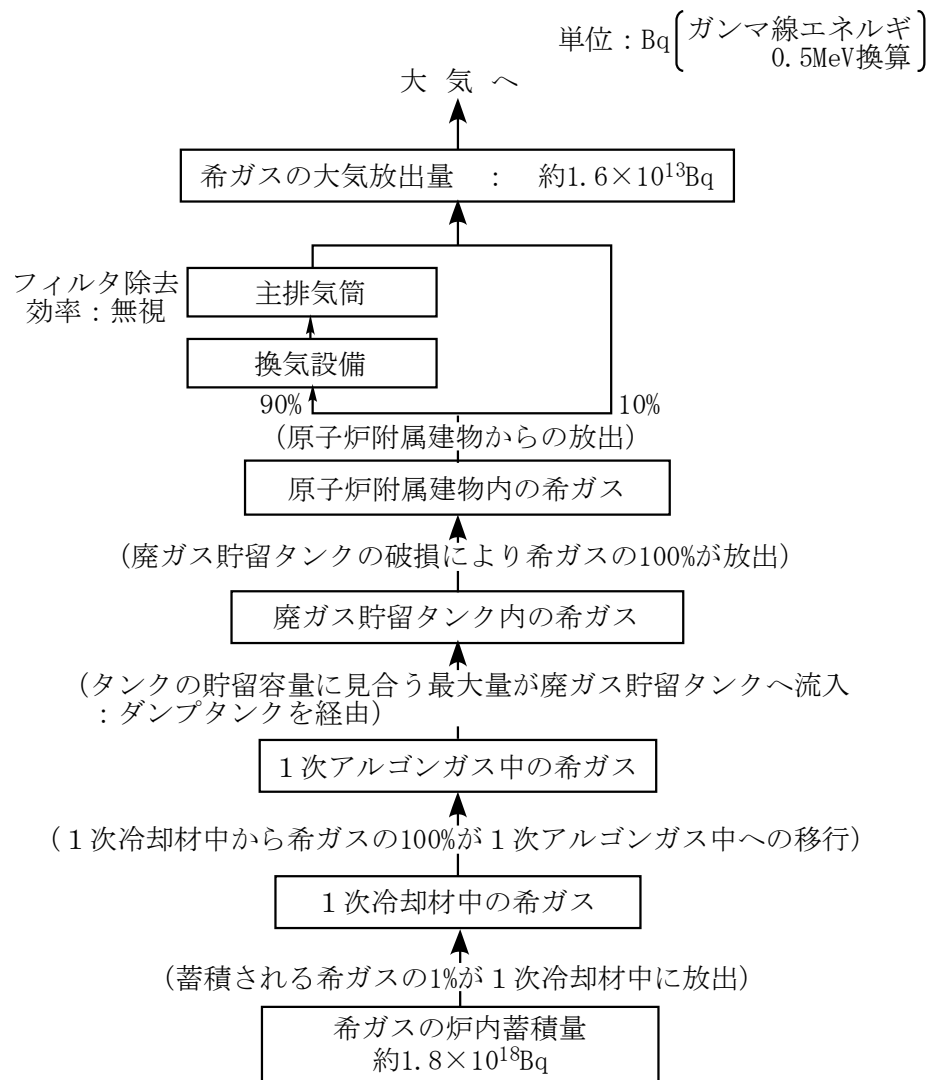 単位：Bq(ガンマ線エネルギ
0.5MeV換算)
大 気 へ
希ガスの大気放出量 ： 約1.6×10¹³Bq
フィルタ除去
効率：無視
主排気筒
換気設備
90%
10%
(原子炉附属建物からの放出)
原子炉附属建物内の希ガス
(廃ガス貯留タンクの破損により希ガスの100%が放出)
廃ガス貯留タンク内の希ガス
(タンクの貯留容量に見合う最大量が廃ガス貯留タンクへ流入
：ダンプタンクを経由)
１次アルゴンガス中の希ガス
(１次冷却材中から希ガスの100%が１次アルゴンガス中への移行)
１次冷却材中の希ガス
(蓄積される希ガスの1%が１次冷却材中に放出)
希ガスの炉内蓄積量
約1.8×10¹⁸Bq